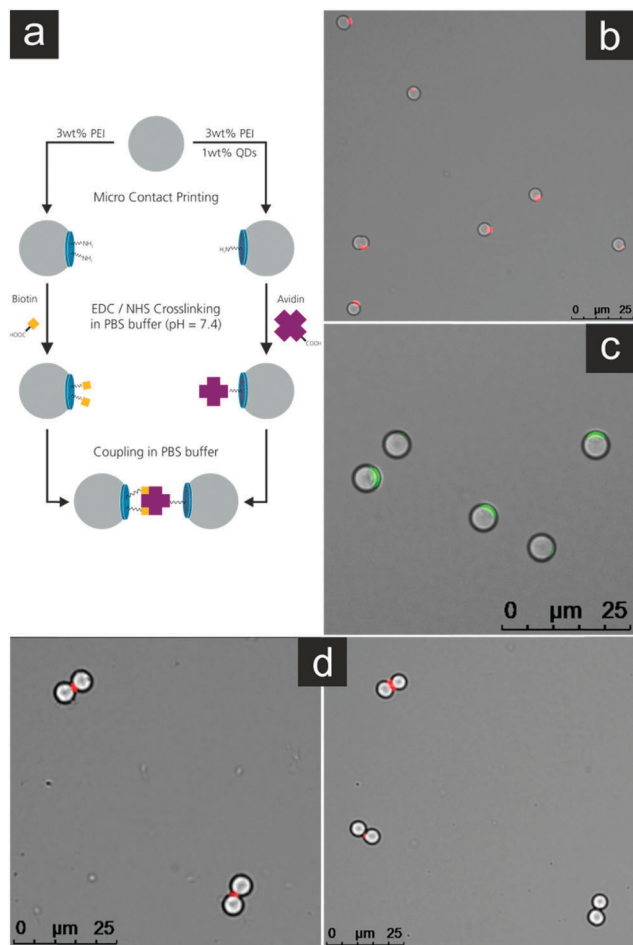 a
3wt% PEI
3wt% PEI
1wt% QDs
Micro Contact Printing
NH₂
NH₂
H₂N
Biotin
HOOC
EDC / NHS Crosslinking
in PBS buffer (pH = 7.4)
Avidin
COOH
Coupling in PBS buffer
b
0 µm 25
c
0 µm 25
d
0 µm 25
0 µm 25